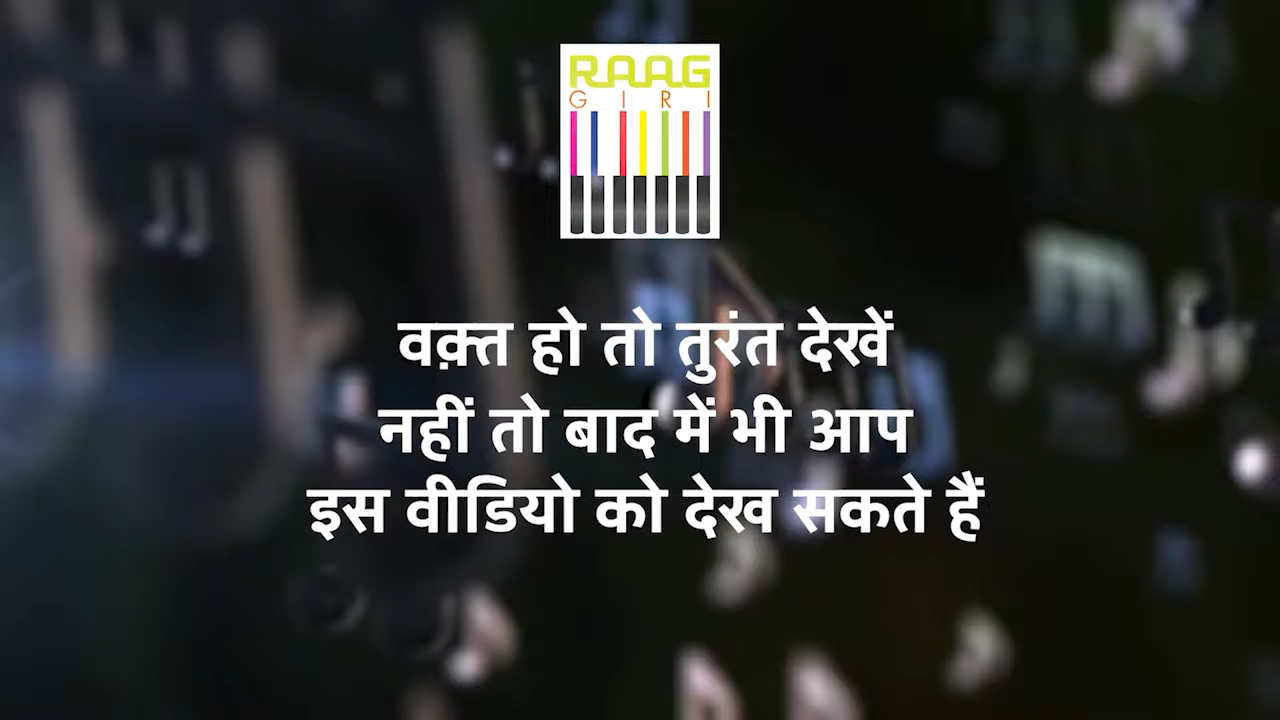 RAAG
GIRI
वक़्त हो तो तुरंत देखें
नहीं तो बाद में भी आप
इस वीडियो को देख सकते हैं